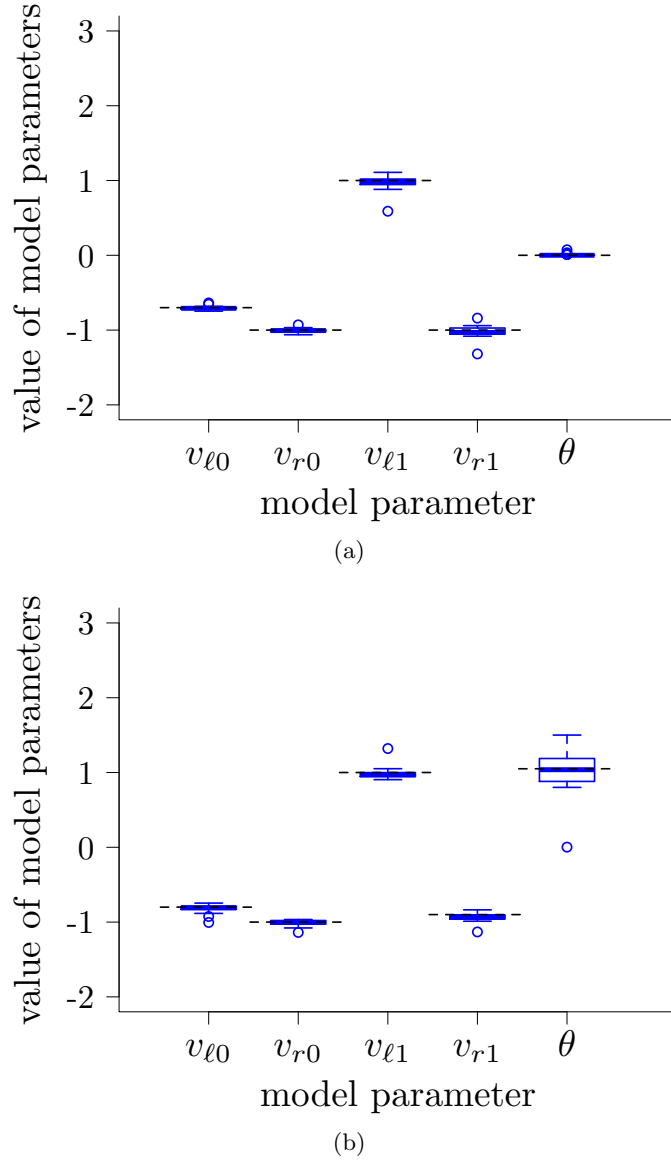 value of model parameters
3
2
1
0
-1
-2
vℓ0 vr0 vℓ1 vr1 θ
model parameter
(a)
value of model parameters
3
2
1
0
-1
-2
vℓ0 vr0 vℓ1 vr1 θ
model parameter
(b)